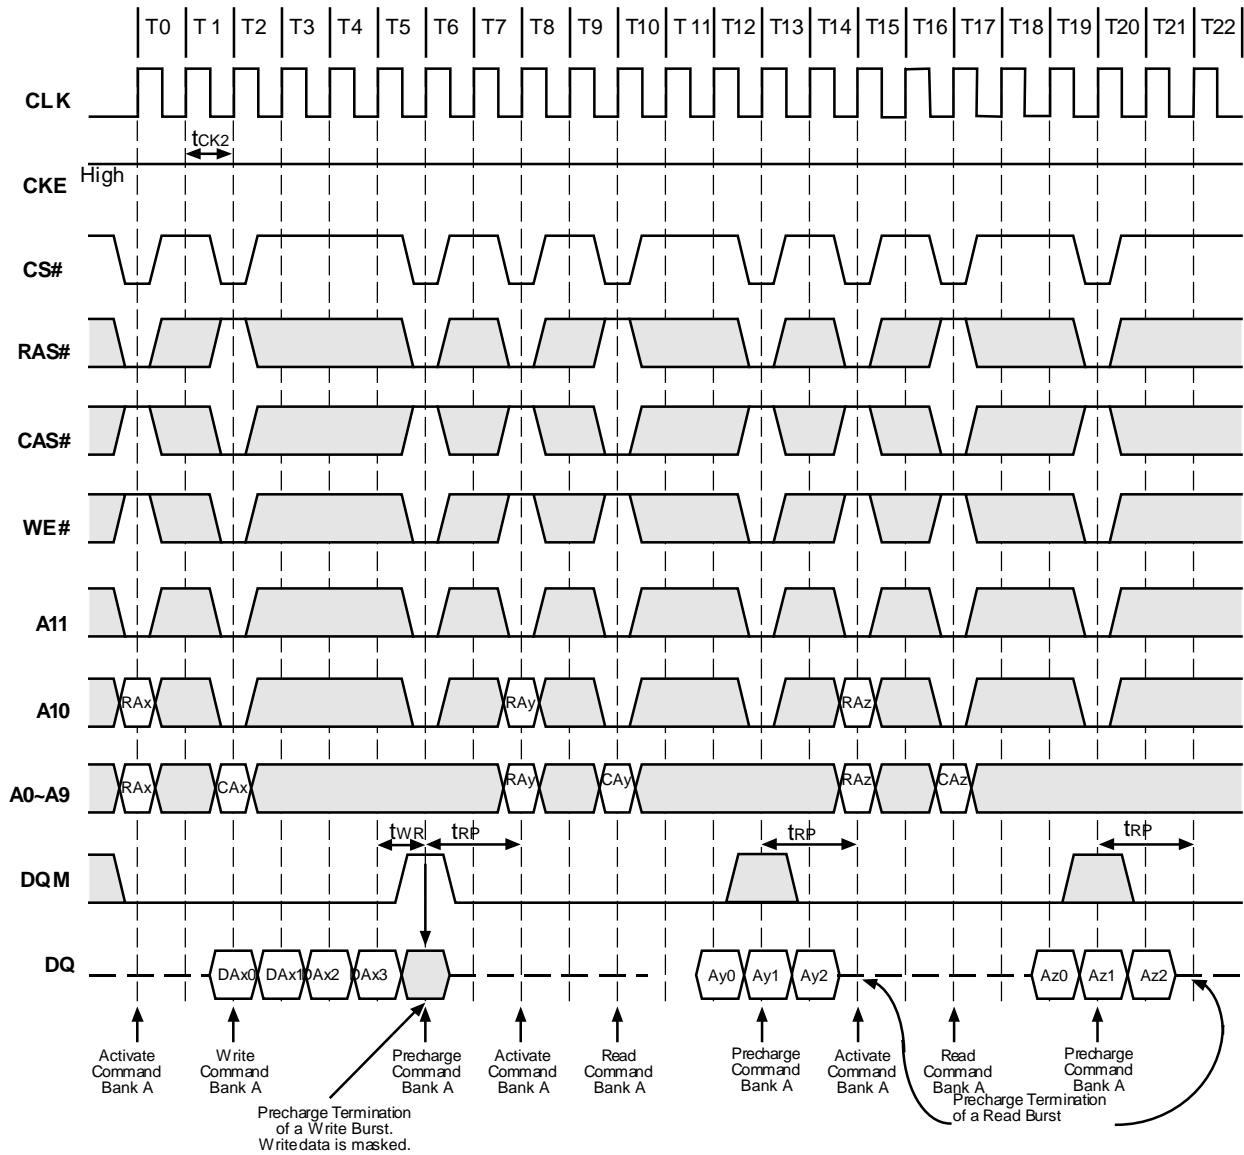 T0 T1 T2 T3 T4 T5 T6 T7 T8 T9 T10 T11 T12 T13 T14 T15 T16 T17 T18 T19 T20 T21 T22
CLK
tCK2
High
CKE
CS#
RAS#
CAS#
WE#
A11
A10 RAx RAy RAz
A0~A9 RAx CAx RAy CAy RAz CAz
tWR tRP tRP tRP
DQM
DQ DAx0 DAx1 DAx2 DAx3 Ay0 Ay1 Ay2 Az0 Az1 Az2
Activate
Command
Bank A
Write
Command
Bank A
Precharge
Command
Bank A
Activate
Command
Bank A
Read
Command
Bank A
Precharge
Command
Bank A
Activate
Command
Bank A
Read
Command
Bank A
Precharge
Command
Bank A
Precharge Termination
of a Write Burst.
Write data is masked.
Precharge Termination
of a Read Burst